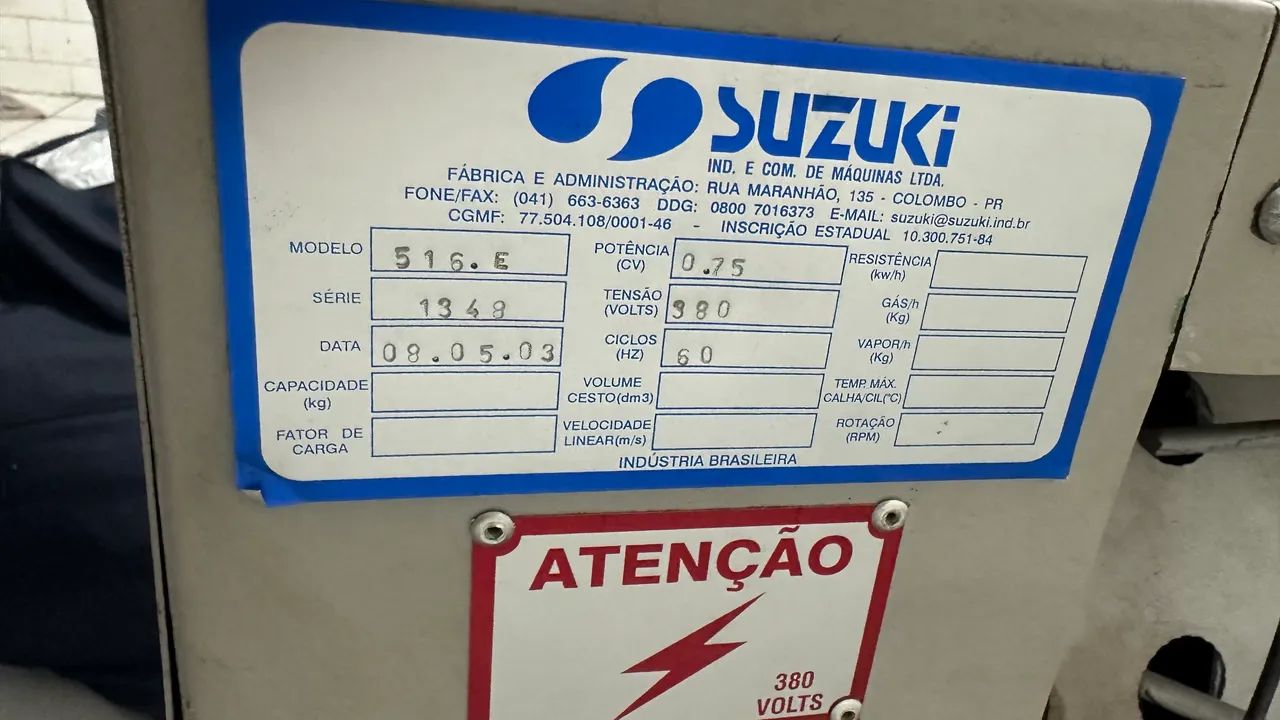 SUZUKI
IND. E COM. DE MÁQUINAS LTDA.
FÁBRICA E ADMINISTRAÇÃO: RUA MARANHÃO, 135 - COLOMBO - PR
FONE/FAX: (041) 663-6363 DDG: 0800 7016373 E-MAIL: suzuki@suzuki.ind.br
CGMF: 77.504.108/0001-46 - INSCRIÇÃO ESTADUAL 10.300.751-84
MODELO 516.E POTÊNCIA (CV) 0.75 RESISTÊNCIA (kw/h)
SÉRIE 1348 TENSÃO (VOLTS) 380 GÁS/h (Kg)
DATA 08.05.03 CICLOS (HZ) 60 VAPOR/h (Kg)
CAPACIDADE (kg) VOLUME CESTO(dm3) TEMP. MÁX. CALHA/CIL(°C)
FATOR DE CARGA VELOCIDADE LINEAR(m/s) ROTAÇÃO (RPM)
INDÚSTRIA BRASILEIRA
ATENÇÃO
380
VOLTS